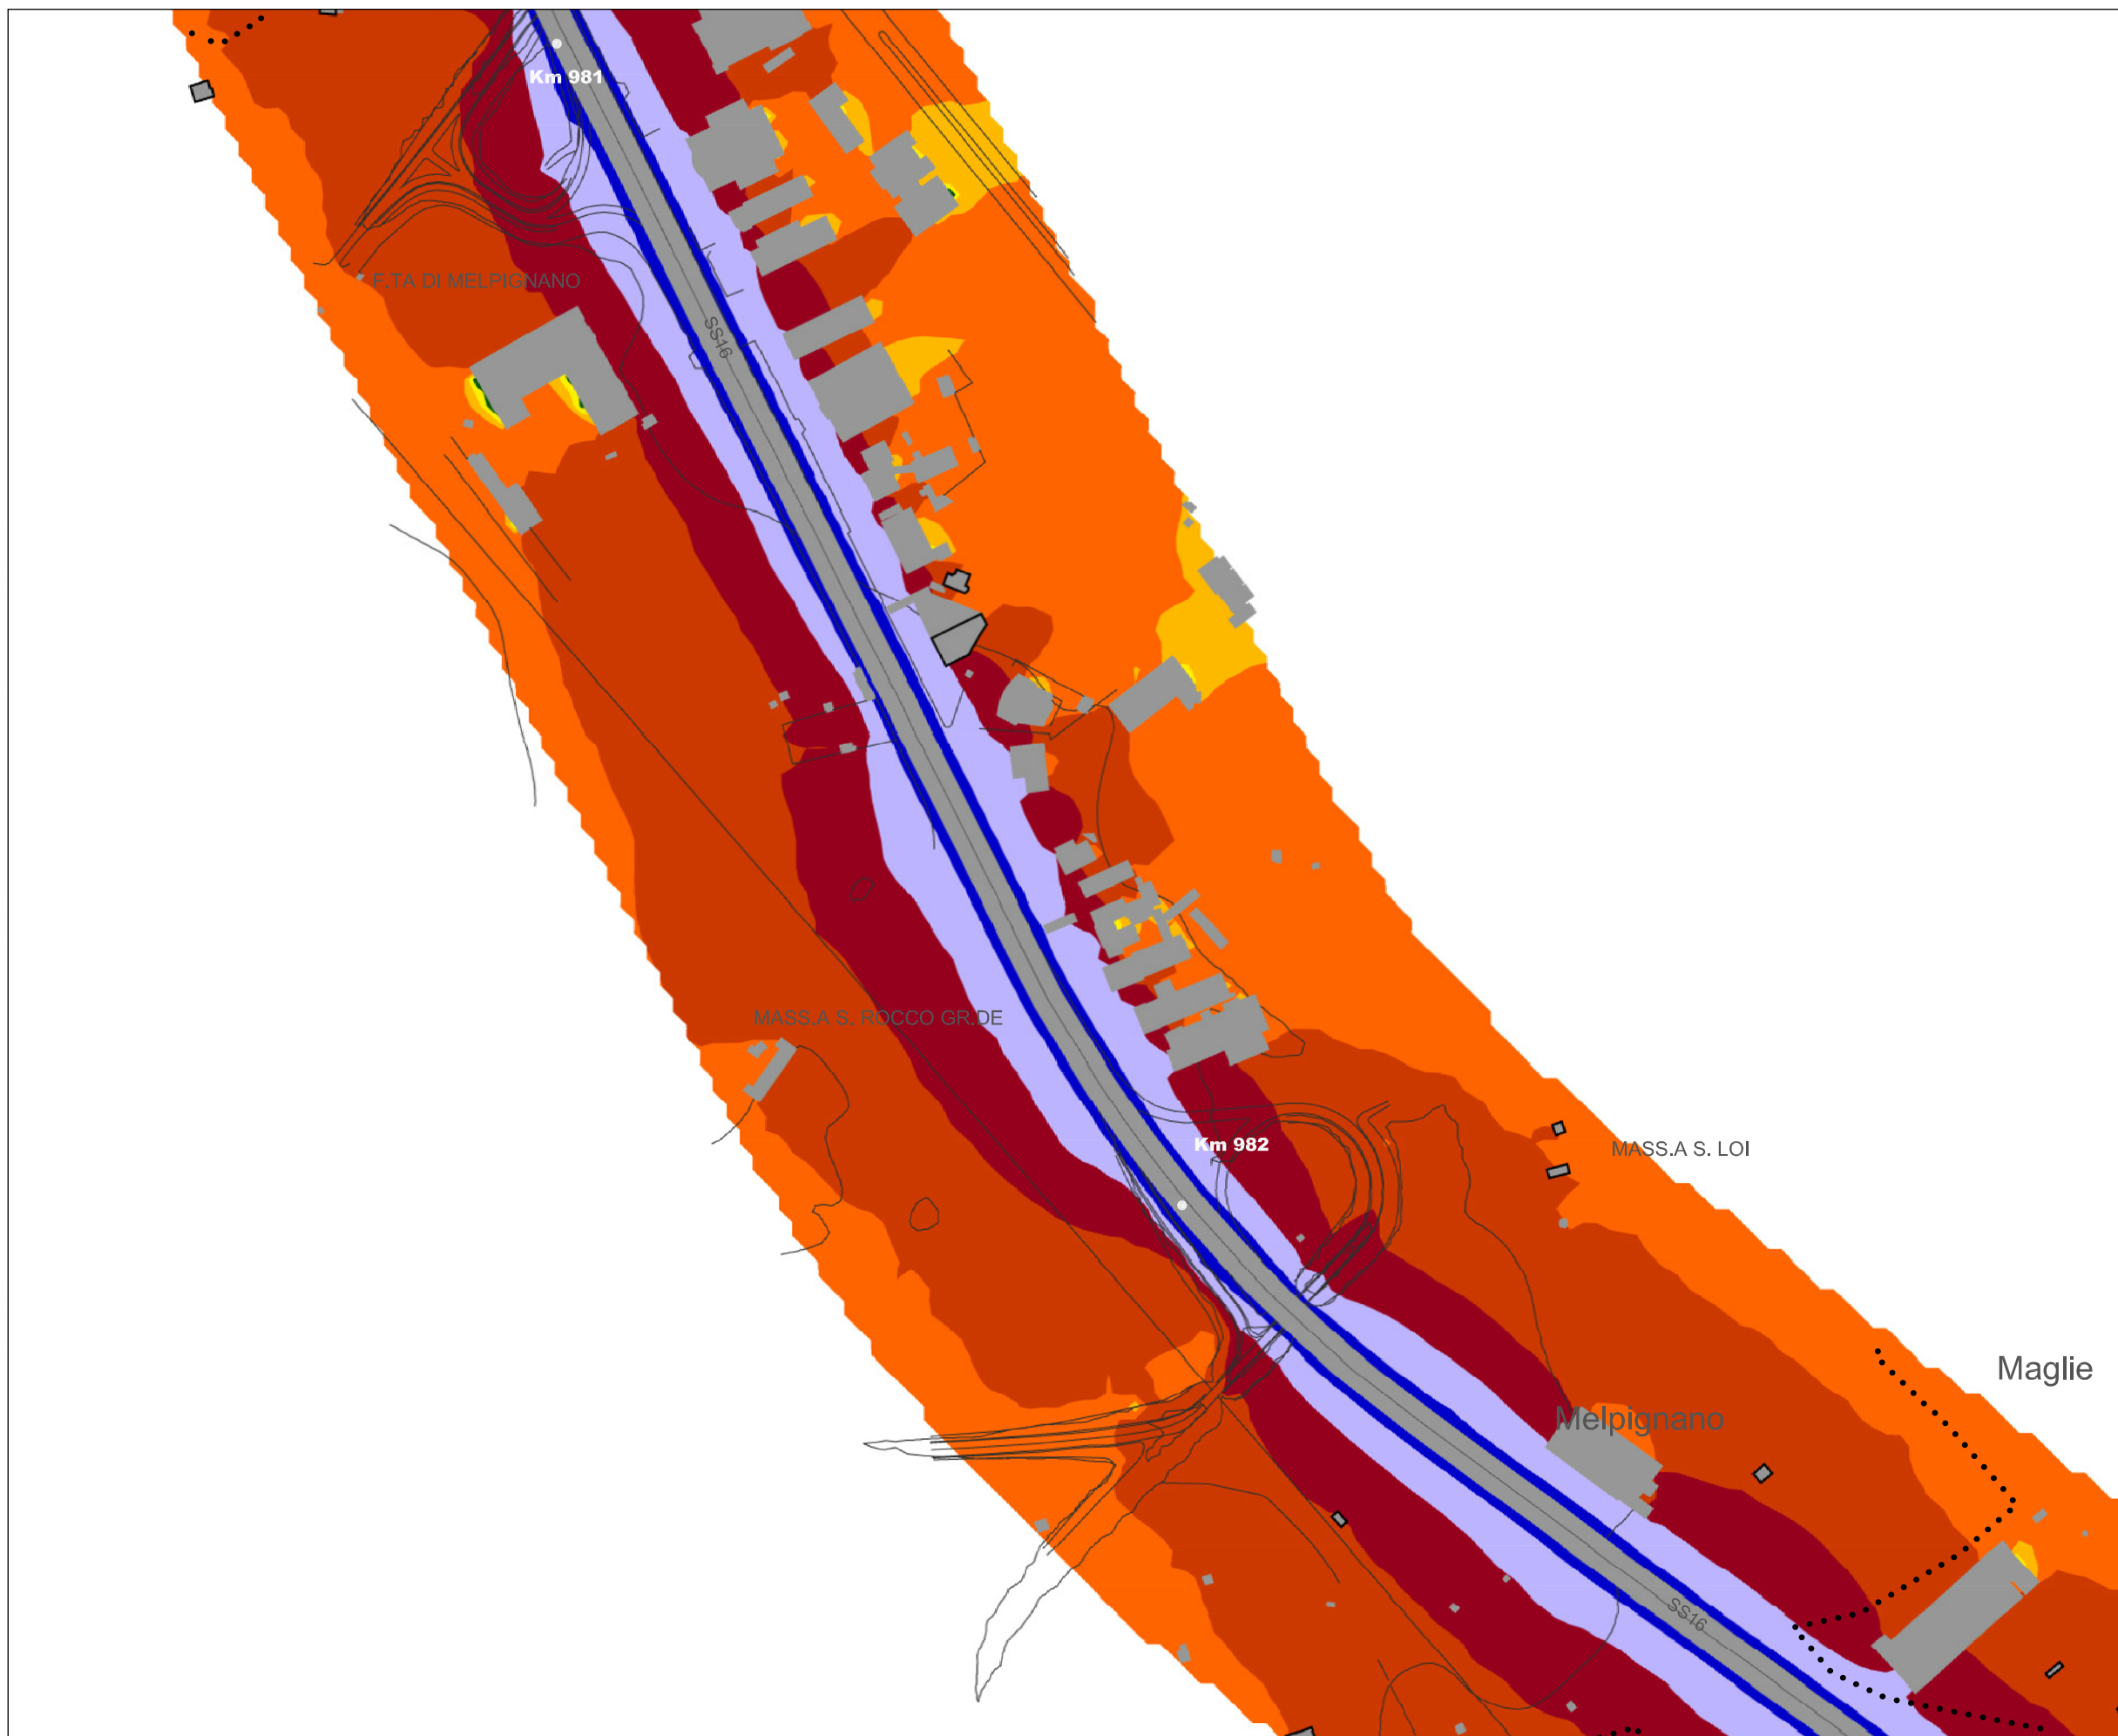 Km 981
F.TA DI MELPIGNANO
SS16
MASS.A S. ROCCO GR.DE
Km 982
MASS.A S. LOI
Maglie
Melpignano
SS16